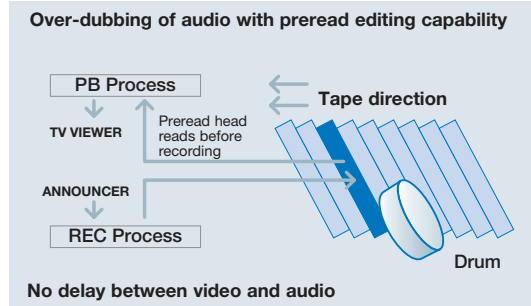 Over-dubbing of audio with preread editing capability
PB Process
Tape direction
TV VIEWER
Preread head
reads before
recording
ANNOUNCER
REC Process
Drum
No delay between video and audio